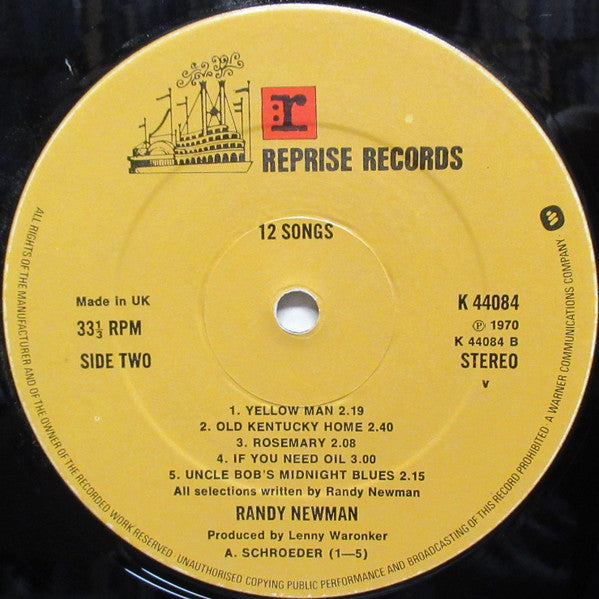 :r
REPRISE RECORDS
12 SONGS
Made in UK
33⅓ RPM
SIDE TWO
K 44084
Ⓟ 1970
K 44084 B
STEREO
V
1. YELLOW MAN 2.19
2. OLD KENTUCKY HOME 2.40
3. ROSEMARY 2.08
4. IF YOU NEED OIL 3.00
5. UNCLE BOB'S MIDNIGHT BLUES 2.15
All selections written by Randy Newman
RANDY NEWMAN
Produced by Lenny Waronker
A. SCHROEDER (1—5)
ALL RIGHTS OF THE MANUFACTURER AND OF THE OWNER OF THE RECORDED WORK RESERVED UNAUTHORISED COPYING PUBLIC PERFORMANCE AND BROADCASTING OF THIS RECORD PROHIBITED A WARNER COMMUNICATIONS COMPANY